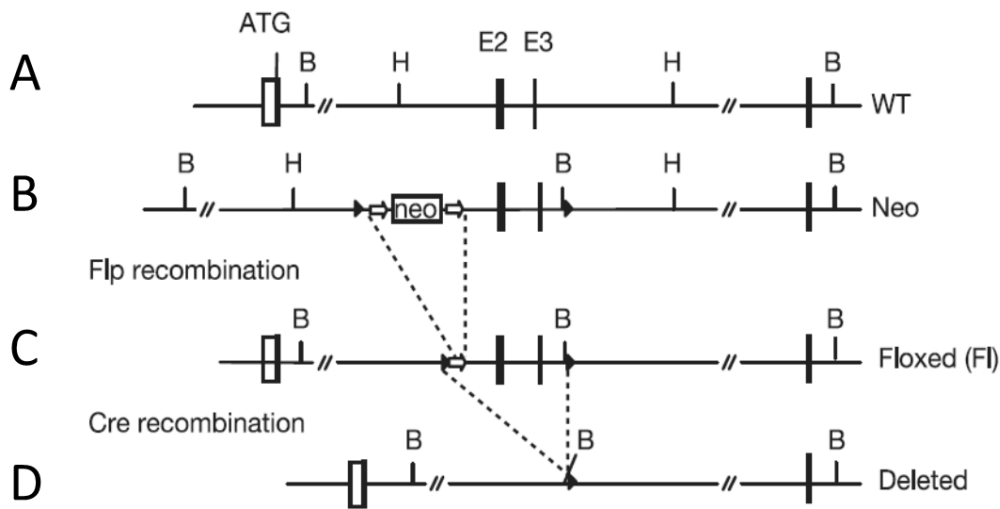 ATG
E2 E3
A B H H B WT
B B H neo B H B Neo
Flp recombination
C B B B Floxed (Fl)
Cre recombination
D B B B Deleted